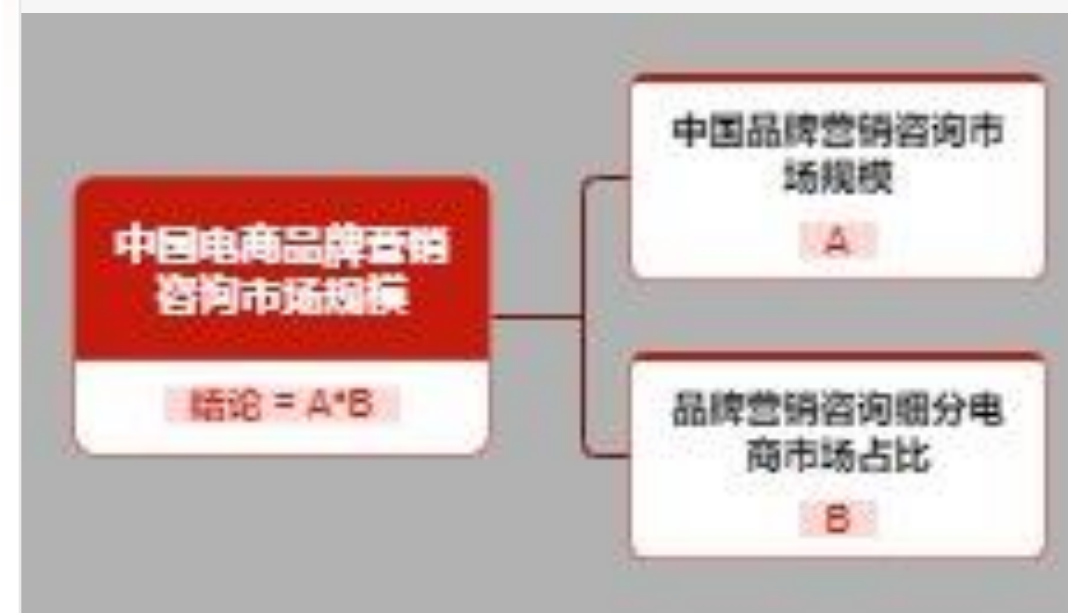 中国电商品牌营销
咨询市场规模
结论 = A*B
中国品牌营销咨询市
场规模
A
品牌营销咨询细分电
商市场占比
B